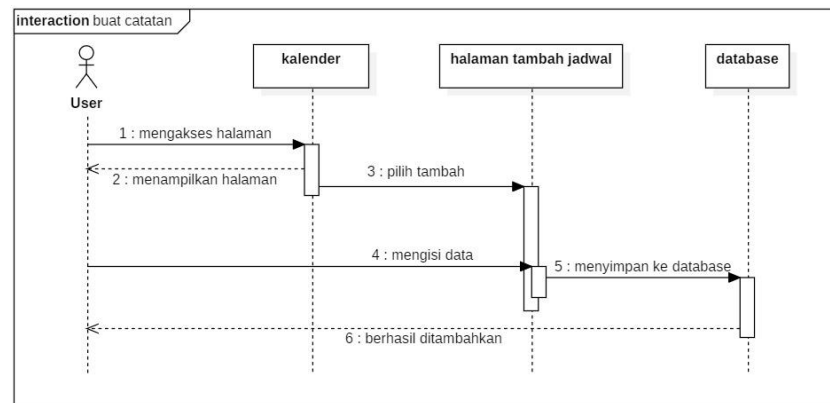 interaction buat catatan
User
kalender
halaman tambah jadwal
database
1 : mengakses halaman
2 : menampilkan halaman
3 : pilih tambah
4 : mengisi data
5 : menyimpan ke database
6 : berhasil ditambahkan